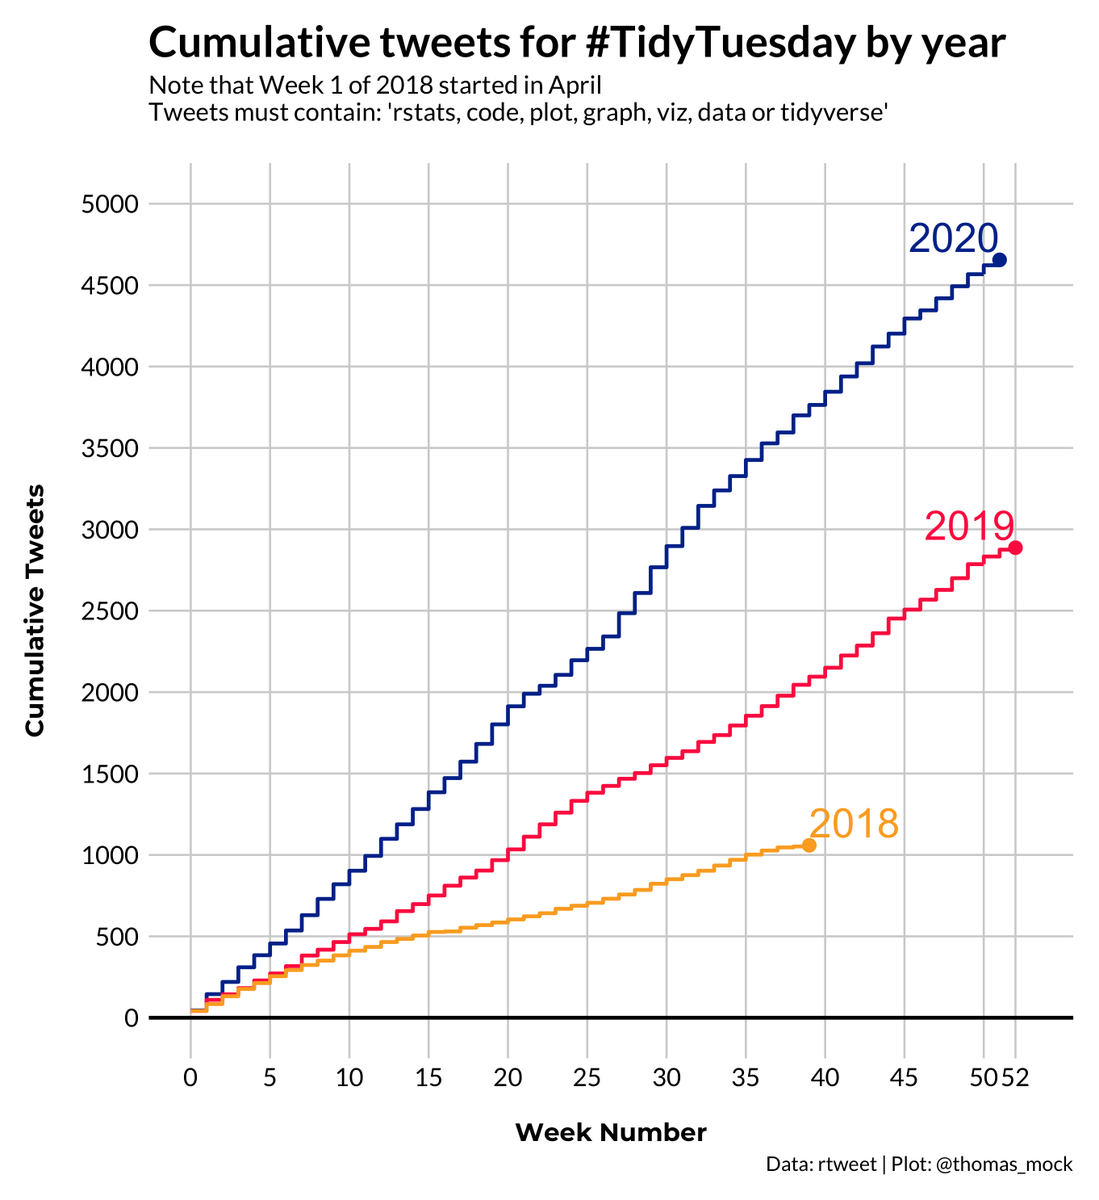 Cumulative tweets for #TidyTuesday by year
Note that Week 1 of 2018 started in April
Tweets must contain: 'rstats, code, plot, graph, viz, data or tidyverse'
5000
4500
4000
3500
3000
2500
2000
1500
1000
500
0
Cumulative Tweets
2020
2019
2018
0 5 10 15 20 25 30 35 40 45 50 52
Week Number
Data: rtweet | Plot: @thomas_mock